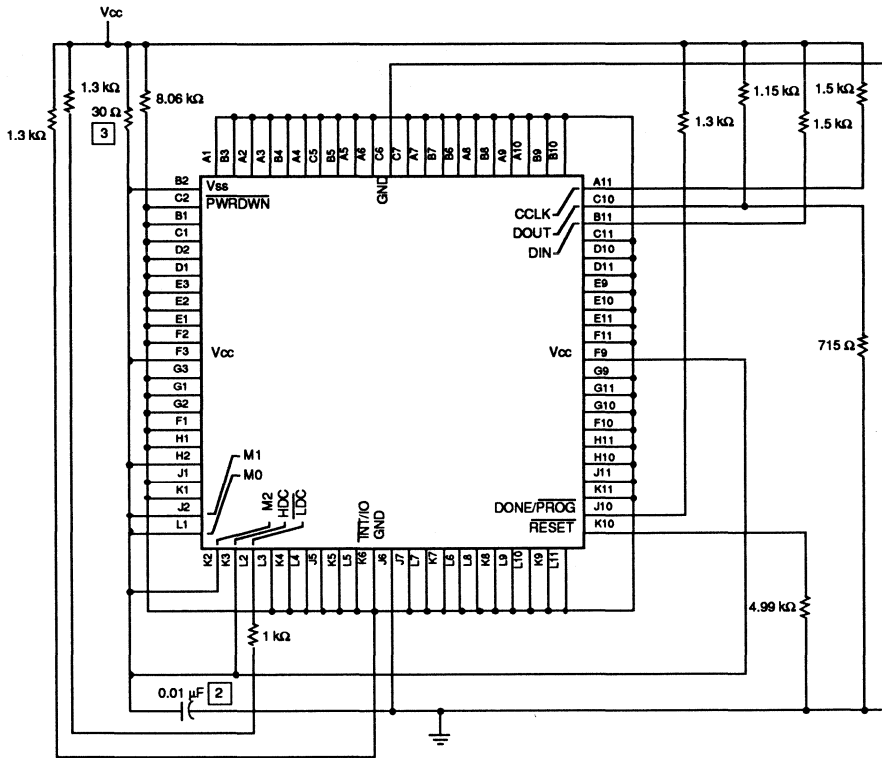 Vcc
1.3 kΩ
1.3 kΩ
30 Ω
3
8.06 kΩ
1.3 kΩ
1.15 kΩ
1.5 kΩ
1.5 kΩ
A1 B3 A2 A3 B4 A4 C5 B5 A5 A6 C6 C7 A7 B7 B6 A8 B8 A9 A10 B9 B10
GND
B2
Vss
C2
PWRDWN
B1
C1
D2
D1
E3
E2
E1
F2
F3
Vcc
G3
G1
G2
F1
H1
H2
J1
K1
J2
L1
M1
M0
M2
HDC
LDC
INT/IO
GND
CCLK
DOUT
DIN
A11
C10
B11
C11
D10
D11
E9
E10
E11
F11
Vcc
F9
G9
G11
G10
F10
H11
H10
J11
K11
DONE/PROG
J10
RESET
K10
715 Ω
4.99 kΩ
K2 K3 L2 L3 K4 L4 J5 K5 L5 K6 J6 J7 L7 K7 L6 L8 K8 L9 L10 K9 L11
1 kΩ
0.01 µF
2